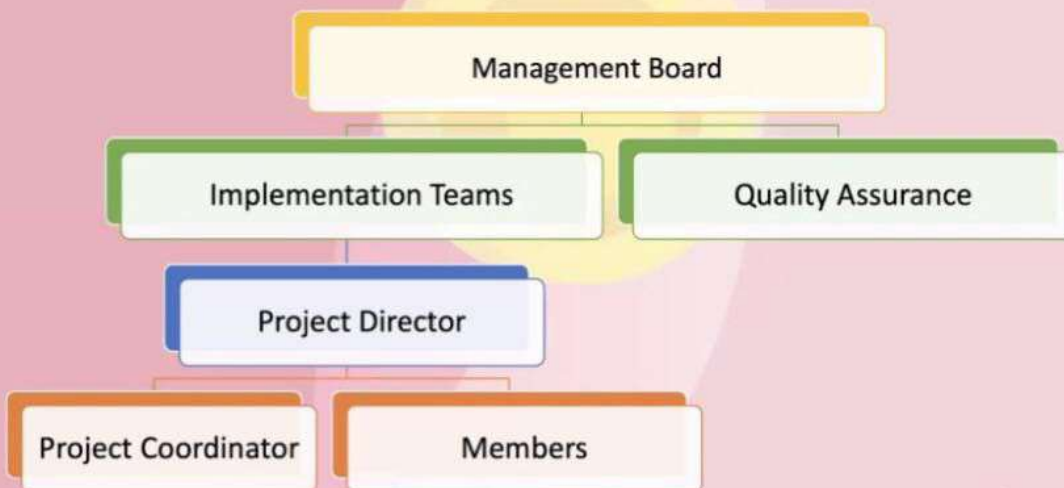 Management Board
Implementation Teams
Quality Assurance
Project Director
Project Coordinator
Members